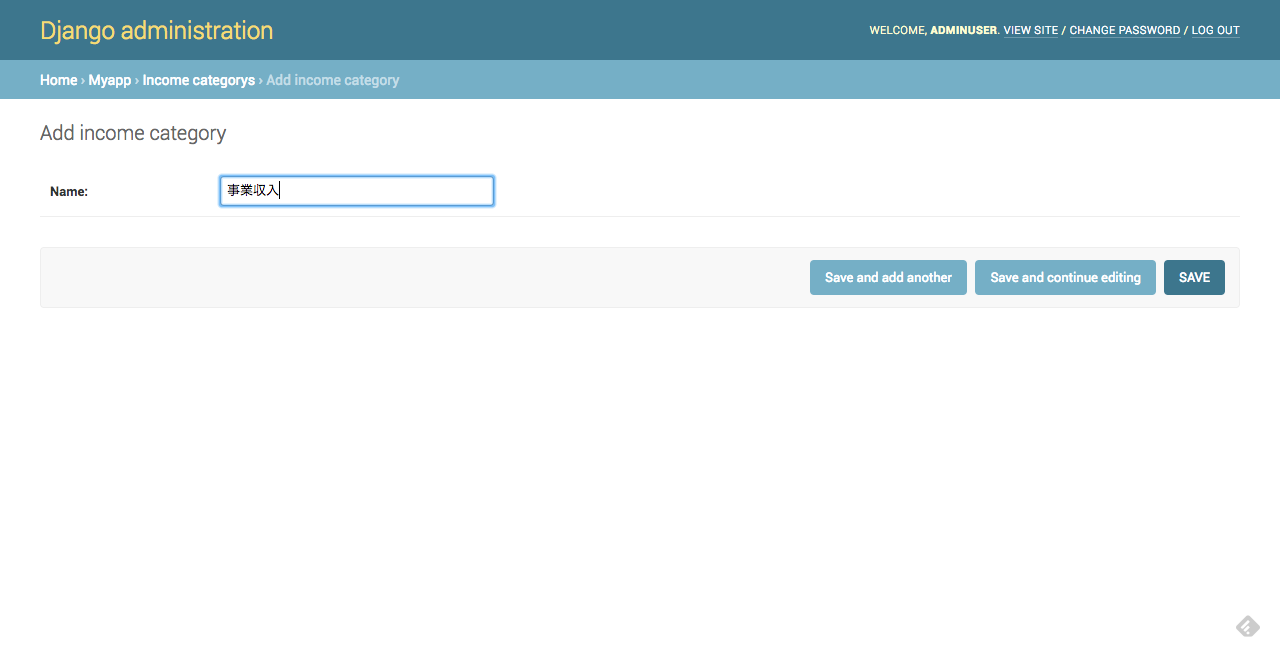 Django administration
WELCOME, ADMINUSER. VIEW SITE / CHANGE PASSWORD / LOG OUT
Home › Myapp › Income categorys › Add income category
Add income category
Name: 事業収入
Save and add another Save and continue editing SAVE